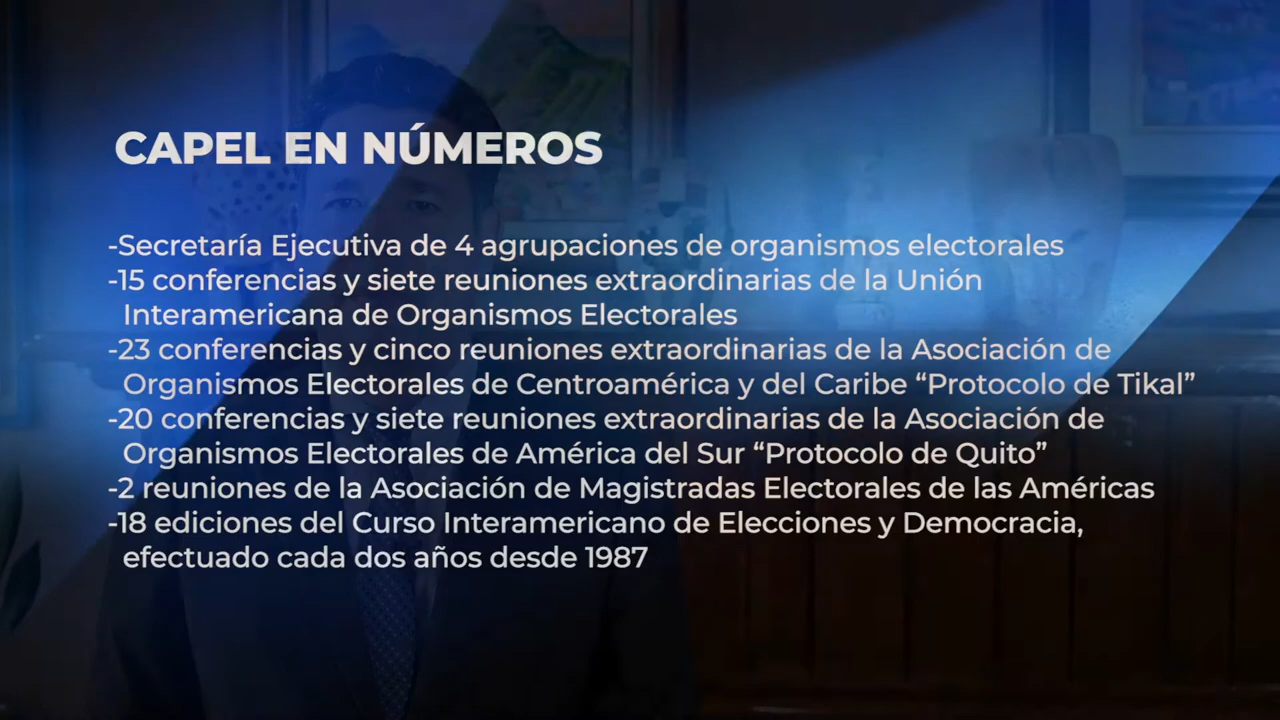 CAPEL EN NÚMEROS
-Secretaría Ejecutiva de 4 agrupaciones de organismos electorales
-15 conferencias y siete reuniones extraordinarias de la Unión
Interamericana de Organismos Electorales
-23 conferencias y cinco reuniones extraordinarias de la Asociación de
Organismos Electorales de Centroamérica y del Caribe “Protocolo de Tikal”
-20 conferencias y siete reuniones extraordinarias de la Asociación de
Organismos Electorales de América del Sur “Protocolo de Quito”
-2 reuniones de la Asociación de Magistradas Electorales de las Américas
-18 ediciones del Curso Interamericano de Elecciones y Democracia,
efectuado cada dos años desde 1987